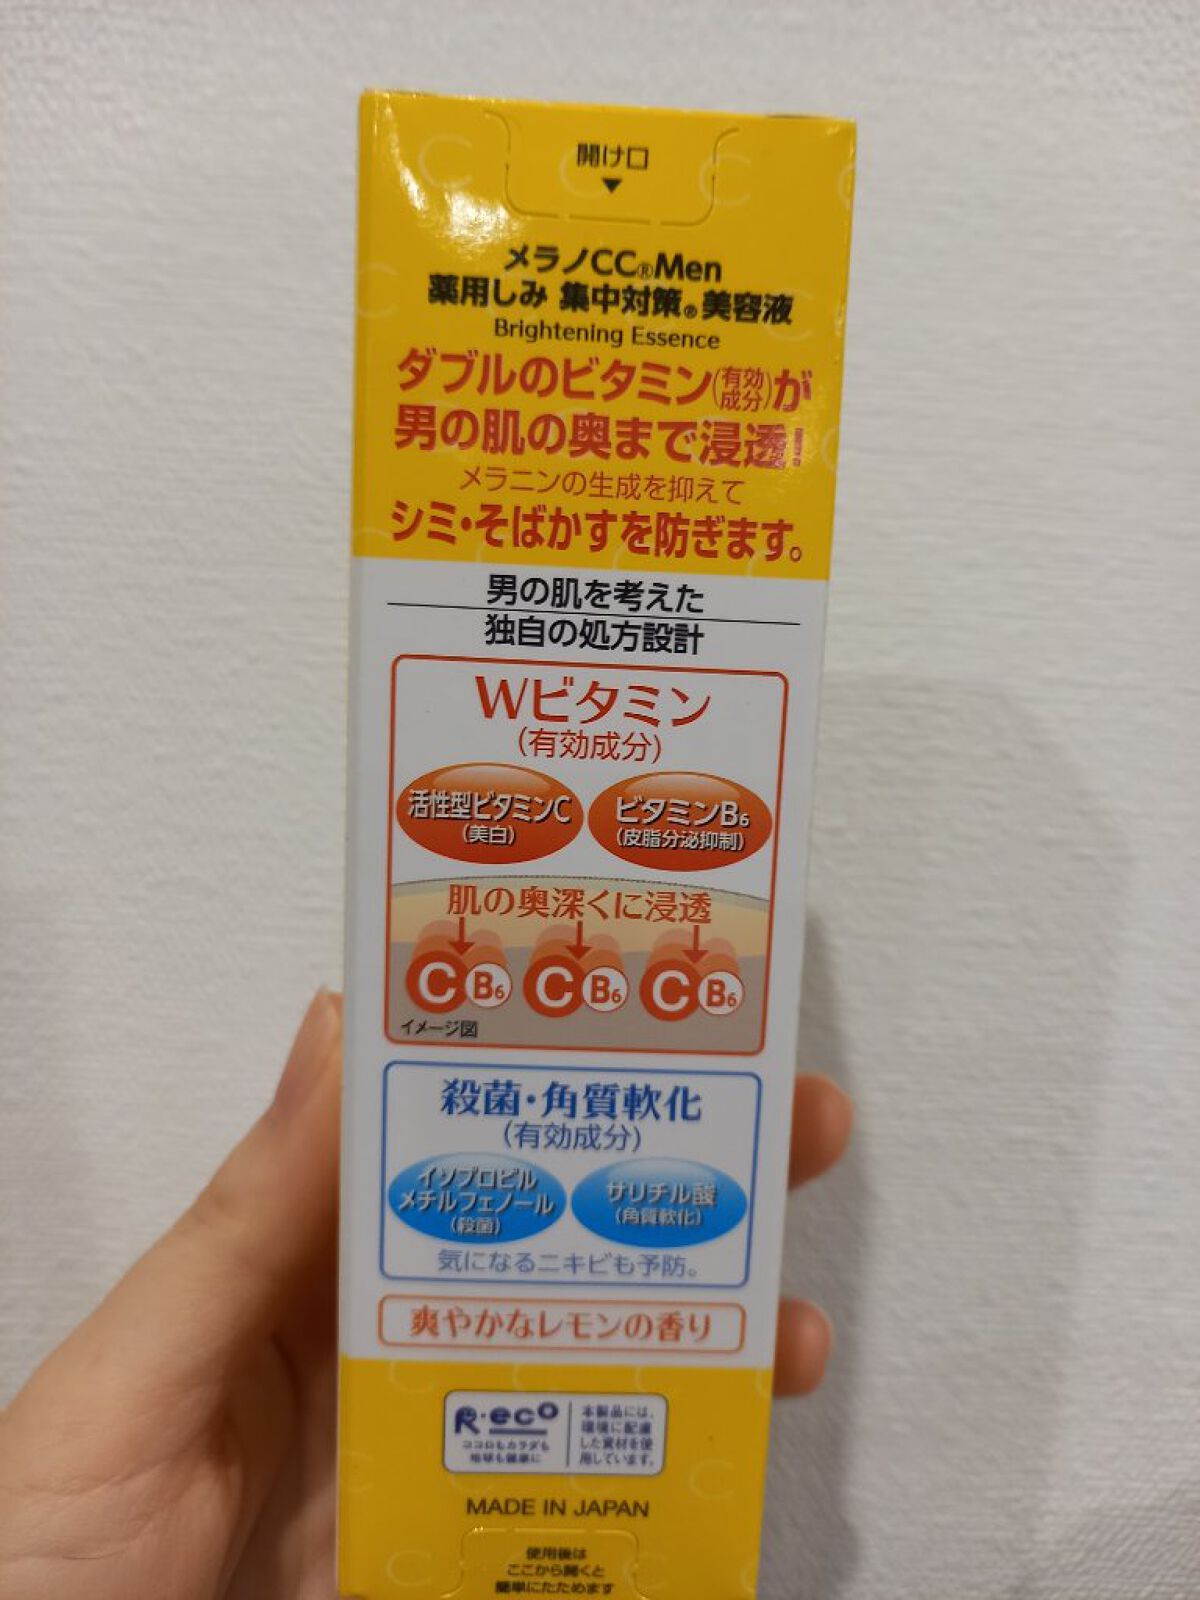 開け口
▼
メラノCC®Men
薬用しみ 集中対策®美容液
Brightening Essence
ダブルのビタミン(有効成分)が
男の肌の奥まで浸透!
メラニンの生成を抑えて
シミ・そばかすを防ぎます。
男の肌を考えた
独自の処方設計
Wビタミン
(有効成分)
活性型ビタミンC
(美白)
ビタミンB₆
(皮脂分泌抑制)
肌の奥深くに浸透
C B₆ C B₆ C B₆
イメージ図
殺菌・角質軟化
(有効成分)
イソプロピル
メチルフェノール
(殺菌)
サリチル酸
(角質軟化)
気になるニキビも予防。
爽やかなレモンの香り
R・eco
ココロもカラダも
地球も健康に
本製品には、
環境に配慮
した資材を使
用しています。
MADE IN JAPAN
使用後は
ここから開くと
簡単にたためます